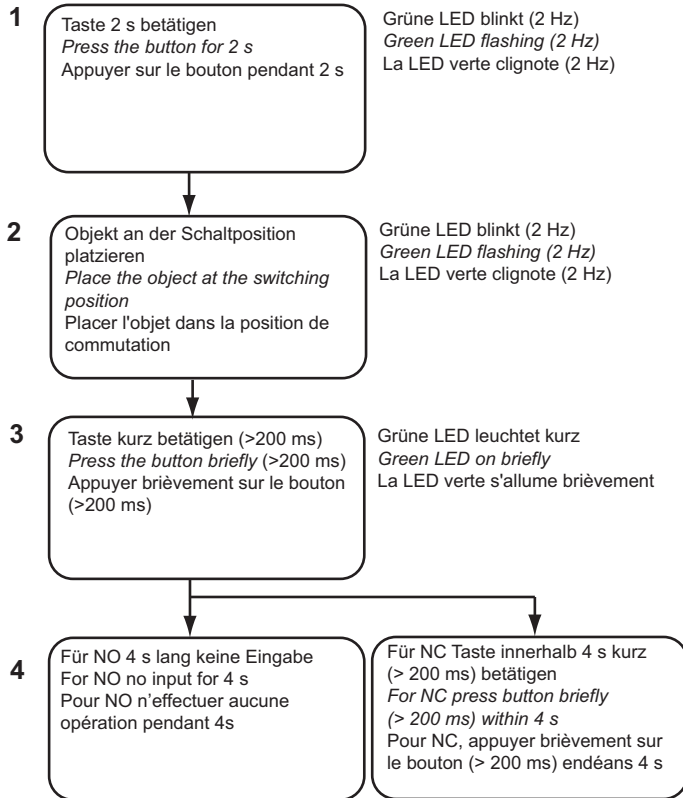 1
Taste 2 s betätigen
Press the button for 2 s
Appuyer sur le bouton pendant 2 s
Grüne LED blinkt (2 Hz)
Green LED flashing (2 Hz)
La LED verte clignote (2 Hz)
2
Objekt an der Schaltposition
platzieren
Place the object at the switching
position
Placer l'objet dans la position de
commutation
Grüne LED blinkt (2 Hz)
Green LED flashing (2 Hz)
La LED verte clignote (2 Hz)
3
Taste kurz betätigen (>200 ms)
Press the button briefly (>200 ms)
Appuyer brièvement sur le bouton
(>200 ms)
Grüne LED leuchtet kurz
Green LED on briefly
La LED verte s'allume brièvement
4
Für NO 4 s lang keine Eingabe
For NO no input for 4 s
Pour NO n’effectuer aucune
opération pendant 4s
Für NC Taste innerhalb 4 s kurz
(> 200 ms) betätigen
For NC press button briefly
(> 200 ms) within 4 s
Pour NC, appuyer brièvement sur
le bouton (> 200 ms) endéans 4 s